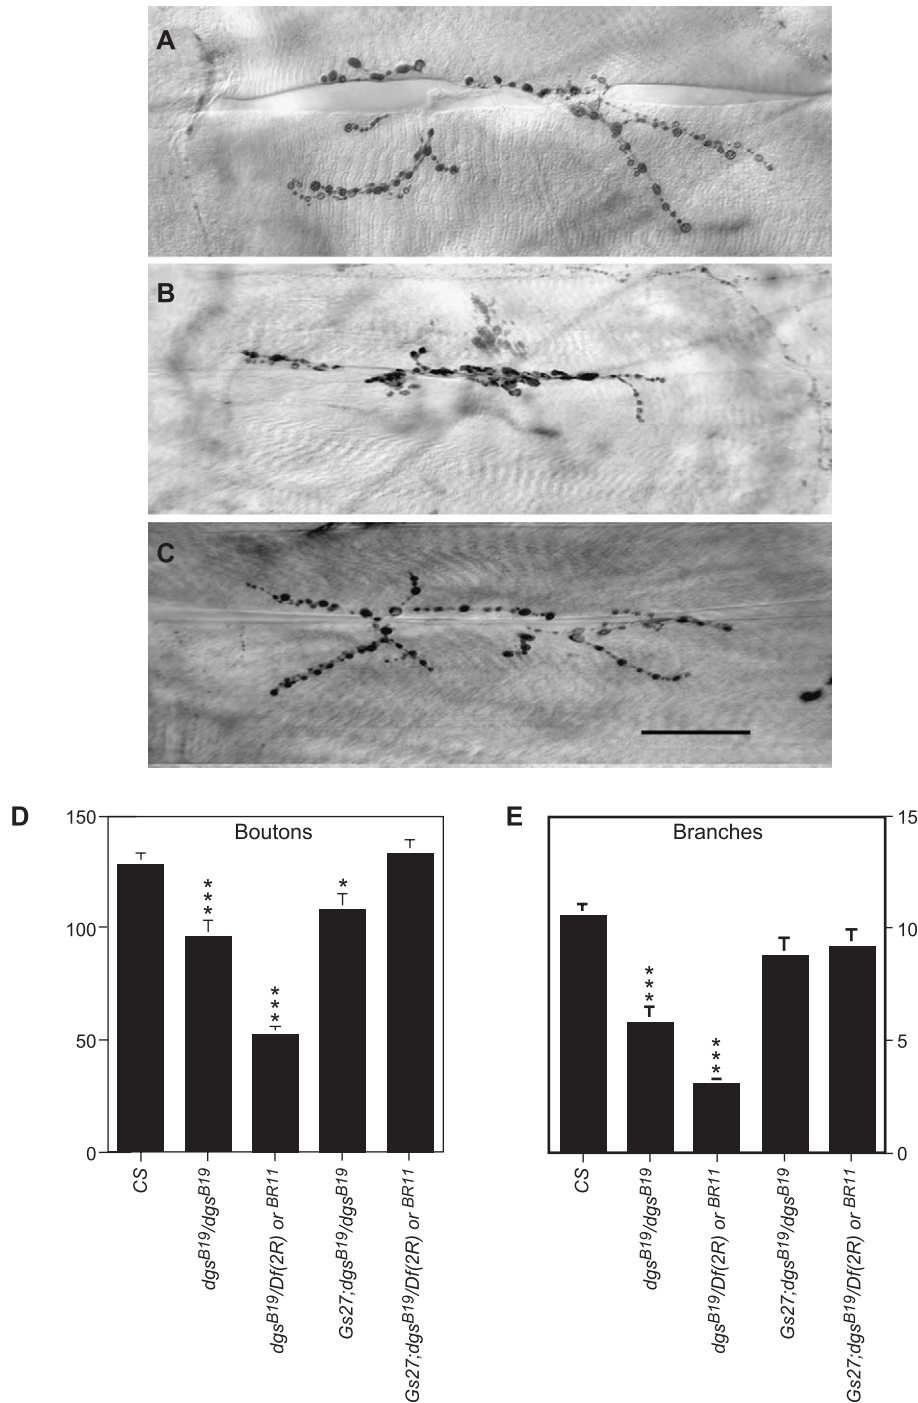 A
B
C
D
Boutons
150
100
50
0
***
***
*
CS
dgs^B19/dgs^B19
dgs^B19/Df(2R) or ^BR11
Gs27;dgs^B19/dgs^B19
Gs27;dgs^B19/Df(2R) or ^BR11
E
Branches
15
10
5
0
***
***
CS
dgs^B19/dgs^B19
dgs^B19/Df(2R) or ^BR11
Gs27;dgs^B19/dgs^B19
Gs27;dgs^B19/Df(2R) or ^BR11